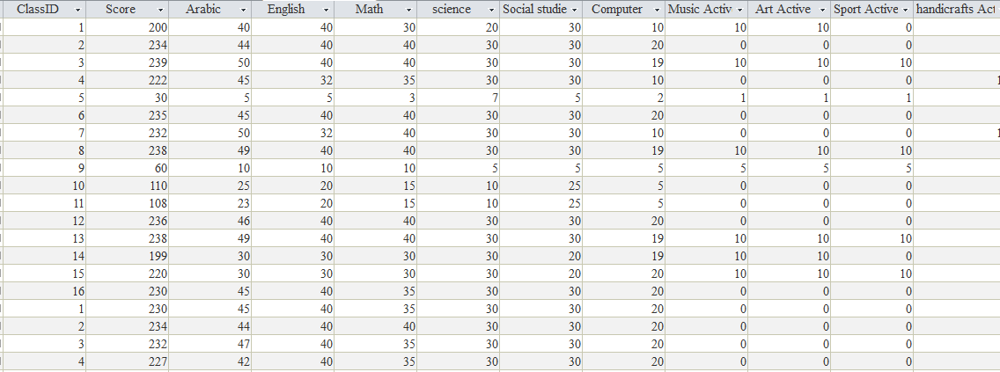 ClassID Score Arabic English Math science Social studie Computer Music Activ Art Active Sport Active handicrafts Act
1 200 40 40 30 20 30 10 10 10 0
2 234 44 40 40 30 30 20 0 0 0
3 239 50 40 40 30 30 19 10 10 10
4 222 45 32 35 30 30 10 0 0 0 1
5 30 5 5 3 7 5 2 1 1 1
6 235 45 40 40 30 30 20 0 0 0
7 232 50 32 40 30 30 10 0 0 0 1
8 238 49 40 40 30 30 19 10 10 10
9 60 10 10 10 5 5 5 5 5 5
10 110 25 20 15 10 25 5 0 0 0
11 108 23 20 15 10 25 5 0 0 0
12 236 46 40 40 30 30 20 0 0 0
13 238 49 40 40 30 30 19 10 10 10
14 199 30 30 30 30 20 19 10 10 0
15 220 30 30 30 30 20 20 10 10 10
16 230 45 40 35 30 30 20 0 0 0
1 230 45 40 35 30 30 20 0 0 0
2 234 44 40 40 30 30 20 0 0 0
3 232 47 40 35 30 30 20 0 0 0
4 227 42 40 35 30 30 20 0 0 0